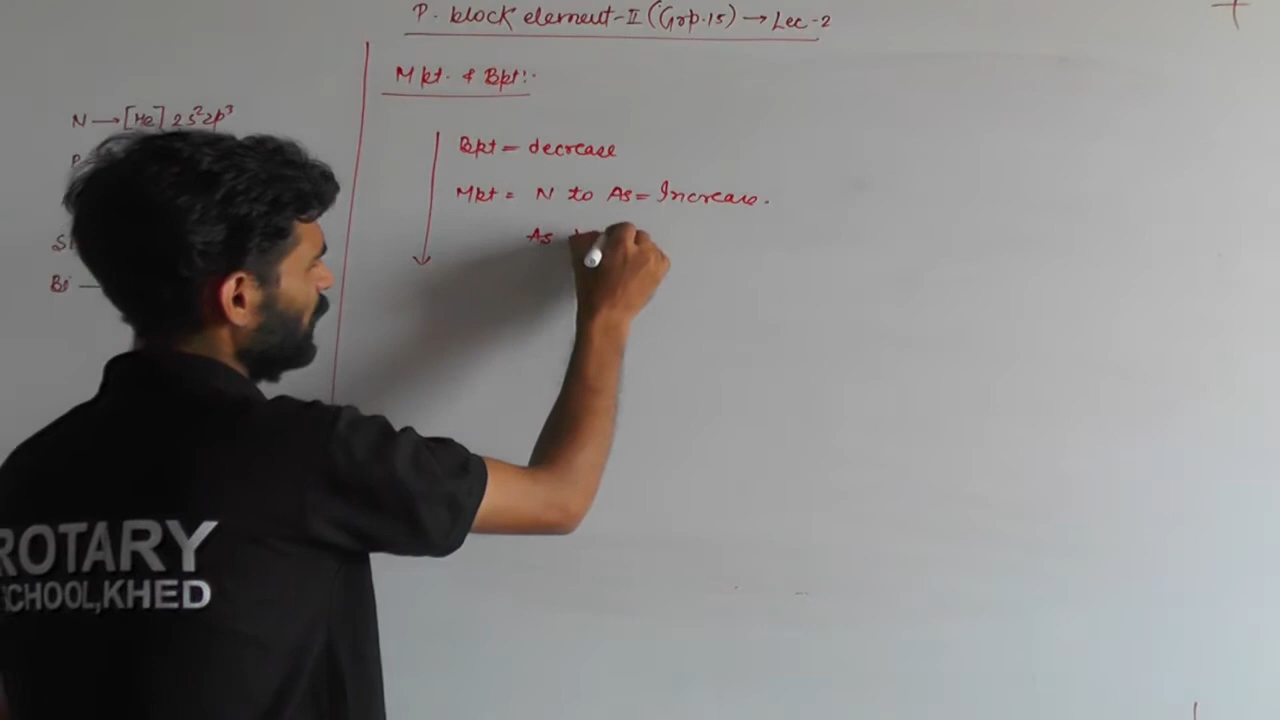 P. block element-II (Grp.15) → Lec-2
N → [He] 2s²2p³
Bi —
Mpt. & Bpt:-
Bpt = decrease
Mpt = N to As = Increase.
As
ROTARY
SCHOOL,KHED